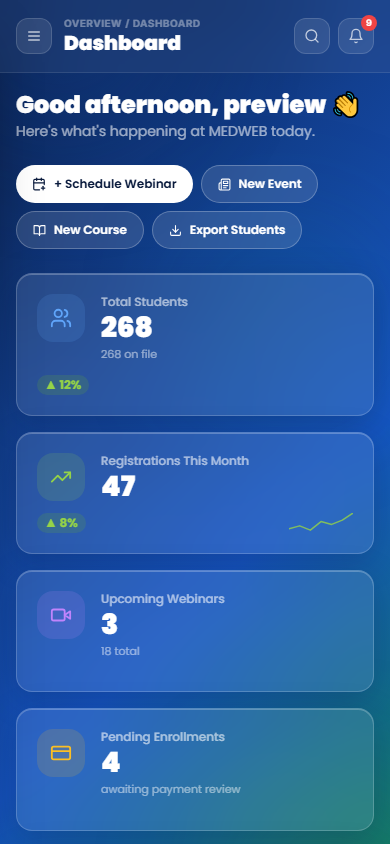 OVERVIEW / DASHBOARD
Dashboard
9
Good afternoon, preview 👋
Here's what's happening at MEDWEB today.
+ Schedule Webinar
New Event
New Course
Export Students
Total Students
268
268 on file
▲ 12%
Registrations This Month
47
▲ 8%
Upcoming Webinars
3
18 total
Pending Enrollments
4
awaiting payment review